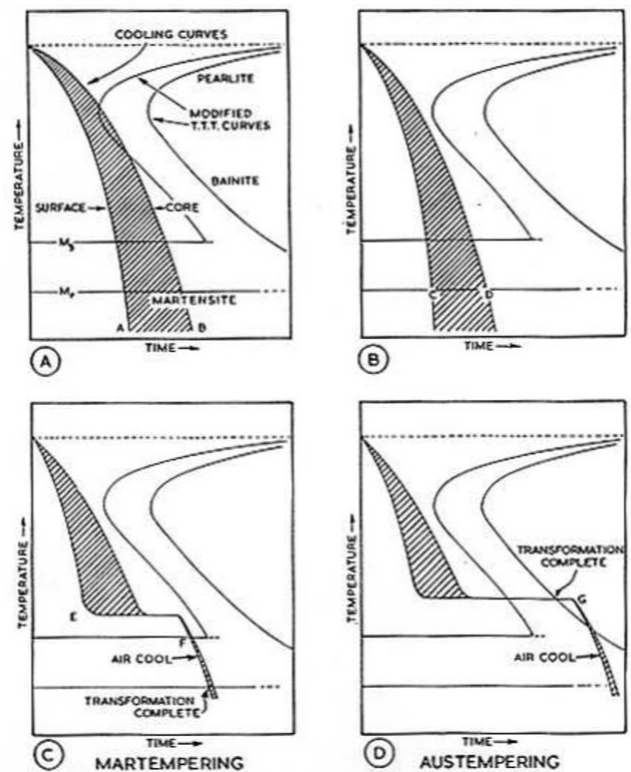 COOLING CURVES
PEARLITE
MODIFIED
T.T.T. CURVES
BAINITE
SURFACE
CORE
TEMPERATURE
Ms
MF
MARTENSITE
A B
TIME
A
TEMPERATURE
C D
TIME
B
TEMPERATURE
E
F
AIR COOL
TRANSFORMATION
COMPLETE
TIME
C
MARTEMPERING
TEMPERATURE
TRANSFORMATION
COMPLETE
G
AIR COOL
TIME
D
AUSTEMPERING